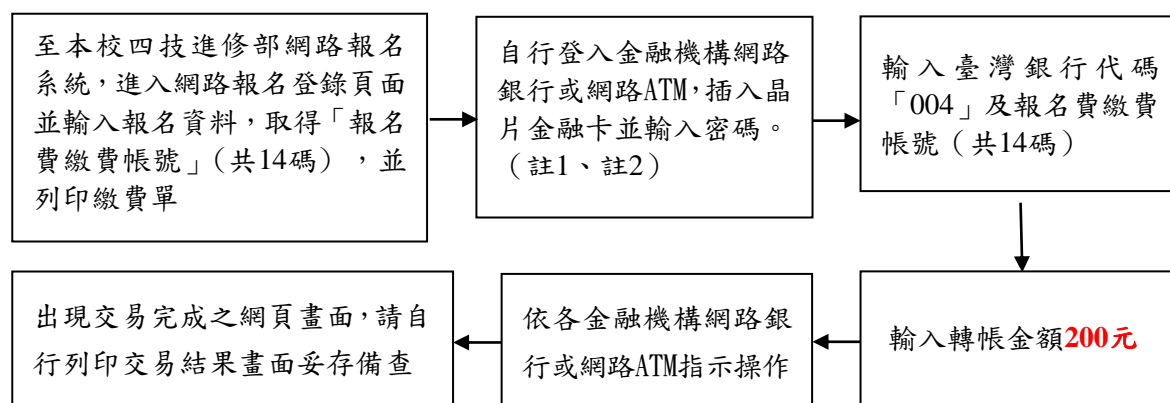 至本校四技進修部網路報名
系統，進入網路報名登錄頁面
並輸入報名資料，取得「報名
費繳費帳號」（共14碼），並
列印繳費單
自行登入金融機構網路
銀行或網路ATM，插入晶
片金融卡並輸入密碼。
（註1、註2）
輸入臺灣銀行代碼
「004」及報名費繳費
帳號（共14碼）
輸入轉帳金額200元
依各金融機構網路銀
行或網路ATM指示操作
出現交易完成之網頁畫面，請自
行列印交易結果畫面妥存備查